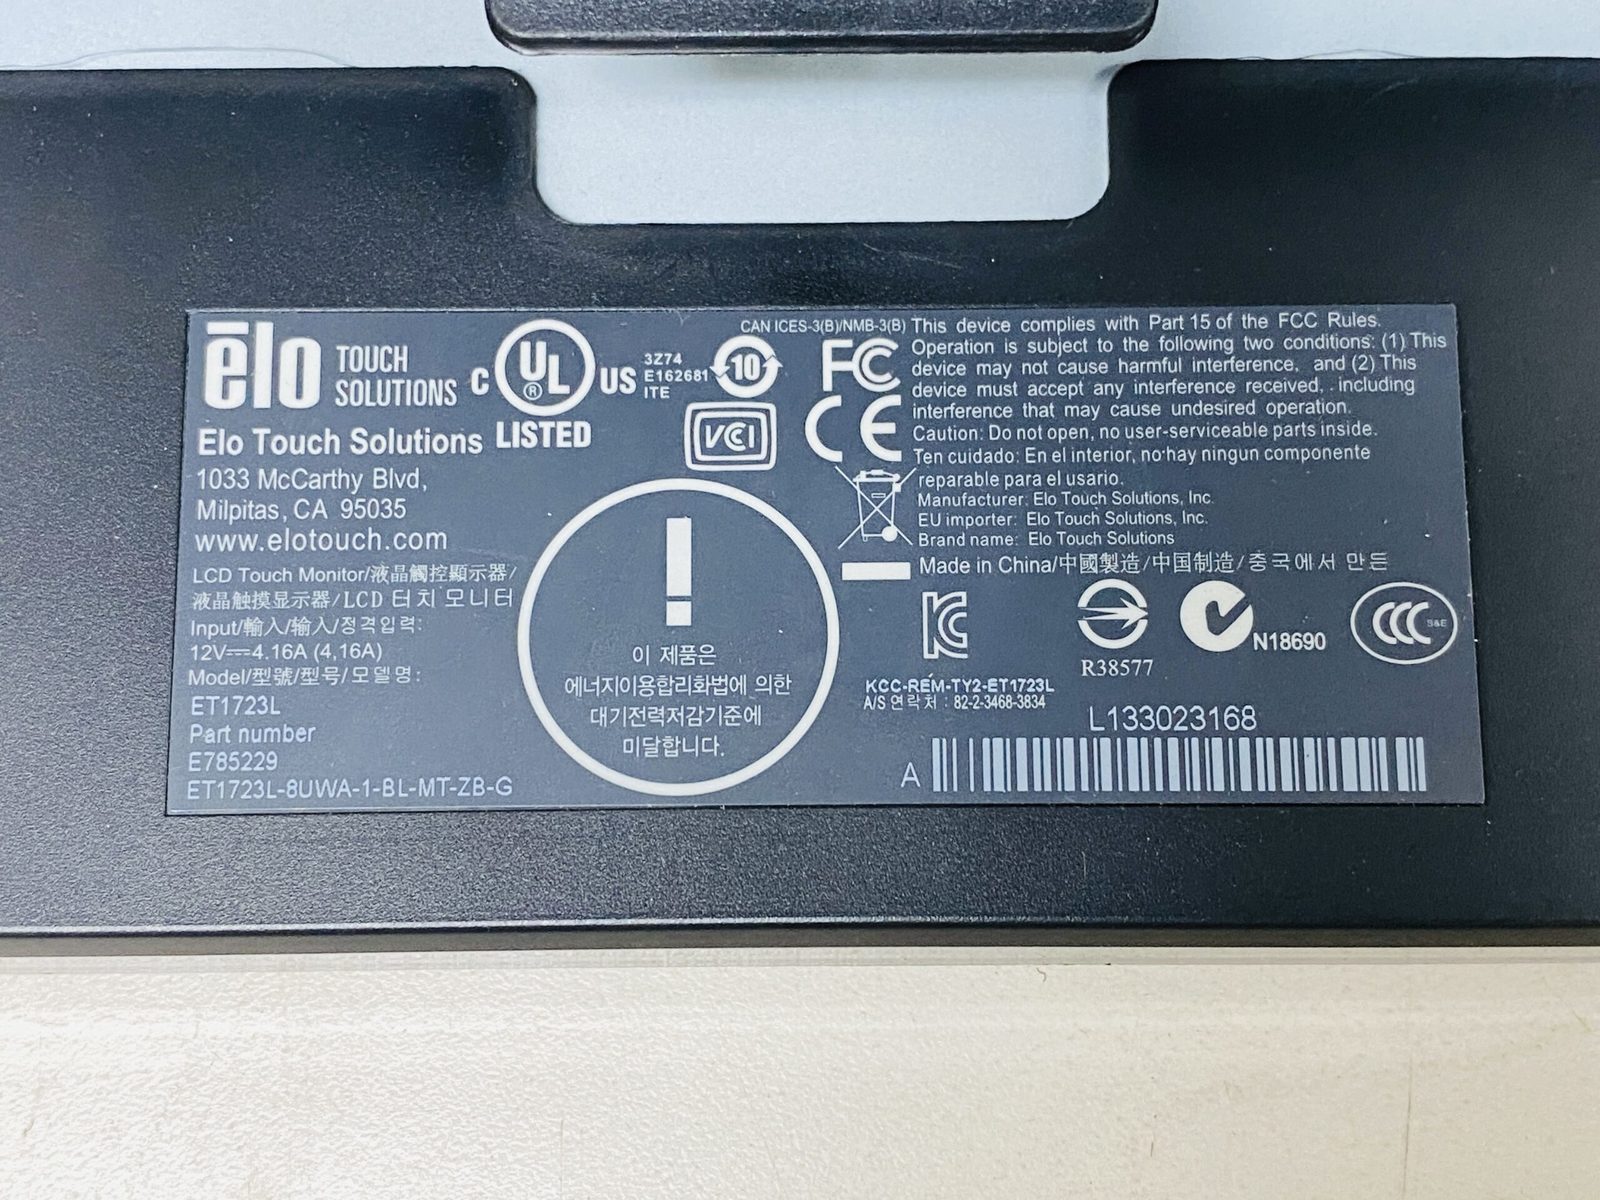 ēlo TOUCH SOLUTIONS
Elo Touch Solutions
1033 McCarthy Blvd,
Milpitas, CA 95035
www.elotouch.com
LCD Touch Monitor/液晶觸控顯示器/
液晶触摸显示器/LCD 터치 모니터
Input/輸入/输入/정격입력:
12V⎓4.16A (4,16A)
Model/型號/型号/모델명:
ET1723L
Part number
E785229
ET1723L-8UWA-1-BL-MT-ZB-G
C UL ® US
LISTED
3Z74
E162681
ITE
10
VCI
!
이 제품은
에너지이용합리화법에 의한
대기전력저감기준에
미달합니다.
CAN ICES-3(B)/NMB-3(B)
FC
CE
This device complies with Part 15 of the FCC Rules.
Operation is subject to the following two conditions: (1) This
device may not cause harmful interference, and (2) This
device must accept any interference received, including
interference that may cause undesired operation.
Caution: Do not open, no user-serviceable parts inside.
Ten cuidado: En el interior, no hay ningun componente
reparable para el usario.
Manufacturer: Elo Touch Solutions, Inc.
EU importer: Elo Touch Solutions, Inc.
Brand name: Elo Touch Solutions
Made in China/中國製造/中国制造/중국에서 만든
KC
KCC-REM-TY2-ET1723L
A/S 연락처 : 82-2-3468-3834
R38577
N18690
CCC S&E
L133023168
A